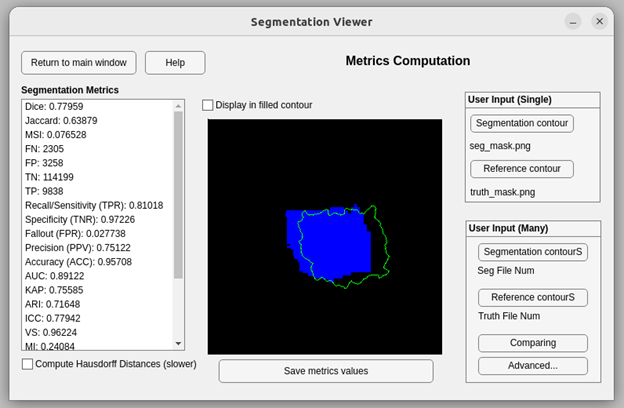 Segmentation Viewer
Return to main window
Help
Metrics Computation
Segmentation Metrics
Dice: 0.77959
Jaccard: 0.63879
MSI: 0.076528
FN: 2305
FP: 3258
TN: 114199
TP: 9838
Recall/Sensitivity (TPR): 0.81018
Specificity (TNR): 0.97226
Fallout (FPR): 0.027738
Precision (PPV): 0.75122
Accuracy (ACC): 0.95708
AUC: 0.89122
KAP: 0.75585
ARI: 0.71648
ICC: 0.77942
VS: 0.96224
MI: 0.24084
Compute Hausdorff Distances (slower)
Display in filled contour
Save metrics values
User Input (Single)
Segmentation contour
seg_mask.png
Reference contour
truth_mask.png
User Input (Many)
Segmentation contourS
Seg File Num
Reference contourS
Truth File Num
Comparing
Advanced...